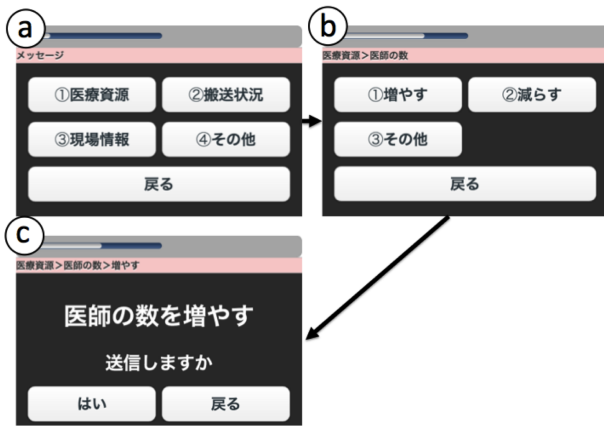 a
メッセージ
①医療資源
②搬送状況
③現場情報
④その他
戻る
b
医療資源>医師の数
①増やす
②減らす
③その他
戻る
c
医療資源>医師の数>増やす
医師の数を増やす
送信しますか
はい
戻る